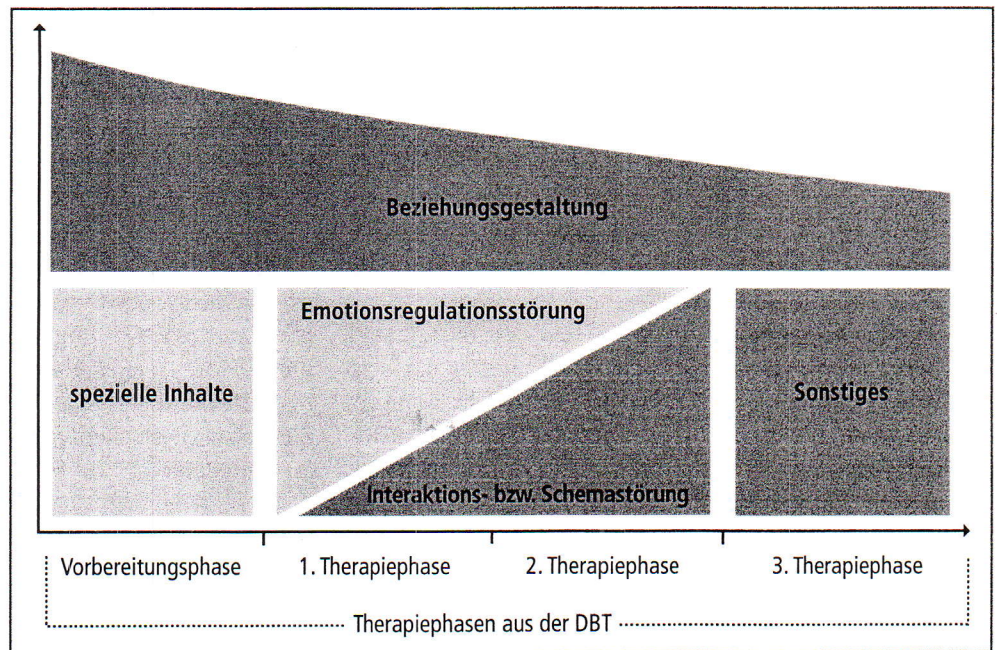 Beziehungsgestaltung
Emotionsregulationsstörung
spezielle Inhalte
Sonstiges
Interaktions- bzw. Schemastörung
Vorbereitungsphase
1. Therapiephase
2. Therapiephase
3. Therapiephase
Therapiephasen aus der DBT